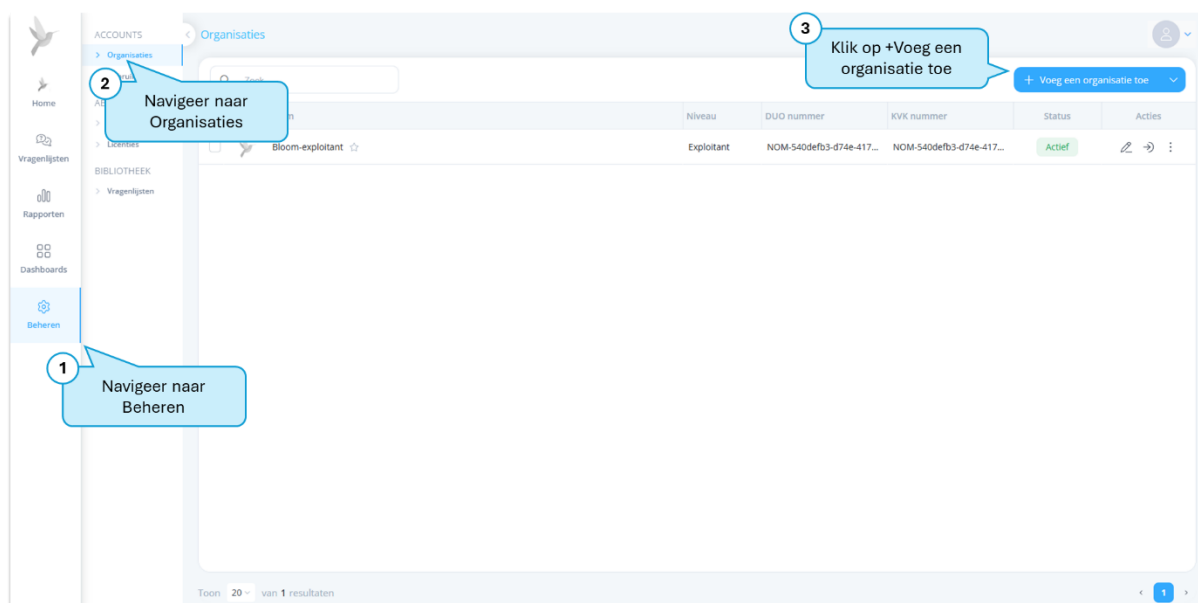 ACCOUNTS
Organisaties
Organisaties
3
Klik op +Voeg een
organisatie toe
2
Navigeer naar
Organisaties
Zoek
+ Voeg een organisatie toe
Home
Niveau
DUO nummer
KVK nummer
Status
Acties
Licenties
Bloom-exploitant
Exploitant
NOM-540defb3-d74e-417...
NOM-540defb3-d74e-417...
Actief
Vragenlijsten
BIBLIOTHEEK
Vragenlijsten
Rapporten
Dashboards
Beheren
1
Navigeer naar
Beheren
Toon 20 van 1 resultaten
1